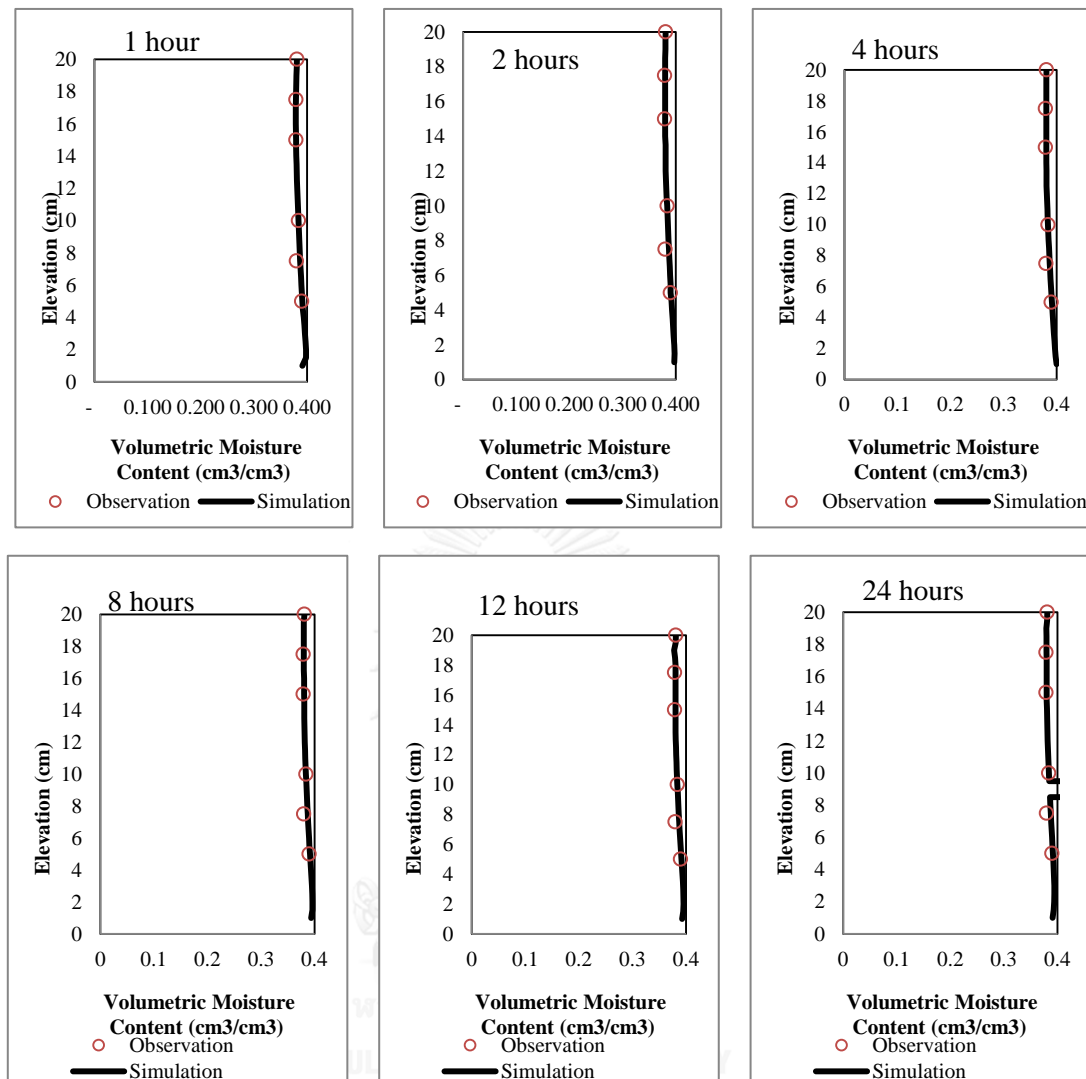 1 hour
20
18
16
14
12
10
8
6
4
2
0
Elevation (cm)
- 0.100 0.200 0.300 0.400
Volumetric Moisture
Content (cm3/cm3)
Observation Simulation
2 hours
20
18
16
14
12
10
8
6
4
2
0
Elevation (cm)
- 0.100 0.200 0.300 0.400
Volumetric Moisture
Content (cm3/cm3)
Observation Simulation
4 hours
20
18
16
14
12
10
8
6
4
2
0
Elevation (cm)
0 0.1 0.2 0.3 0.4
Volumetric Moisture
Content (cm3/cm3)
Observation Simulation
8 hours
20
18
16
14
12
10
8
6
4
2
0
Elevation (cm)
0 0.1 0.2 0.3 0.4
Volumetric Moisture
Content (cm3/cm3)
Observation
Simulation
12 hours
20
18
16
14
12
10
8
6
4
2
0
Elevation (cm)
0 0.1 0.2 0.3 0.4
Volumetric Moisture
Content (cm3/cm3)
Observation
Simulation
24 hours
20
18
16
14
12
10
8
6
4
2
0
Elevation (cm)
0 0.1 0.2 0.3 0.4
Volumetric Moisture
Content (cm3/cm3)
Observation
Simulation